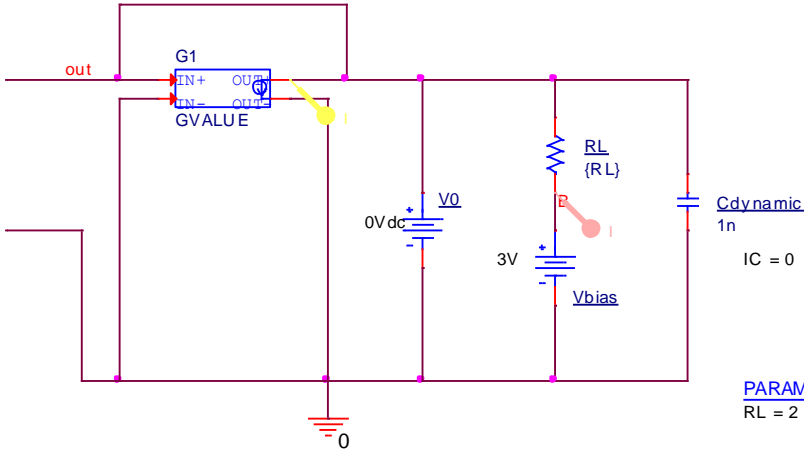 out
G1
IN+ OUT+
IN- OUT-
GVALUE
I
V0
0Vdc
RL
{RL}
B
I
3V
Vbias
Cdynamic
1n
IC = 0
PARAM
RL = 2
0